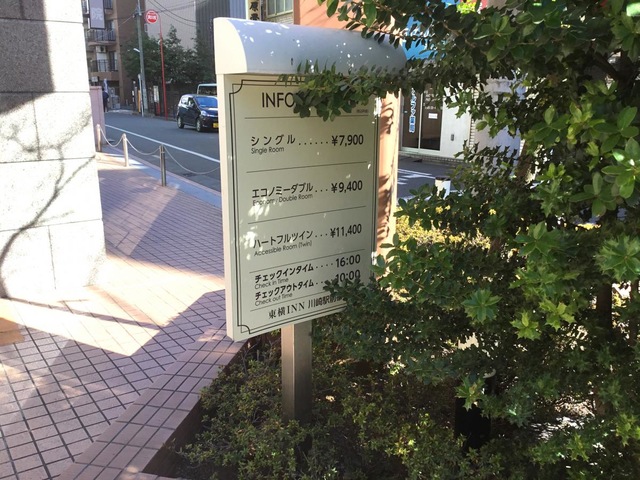 INFO
シングル ...... ¥7,900
Single Room
エコノミーダブル ... ¥9,400
Economy Double Room
ハートフルツイン ... ¥11,400
Accesible Room (Twin)
チェックインタイム .... 16:00
Check in Time
チェックアウトタイム ... 10:00
Check out Time
東横INN 川崎駅前